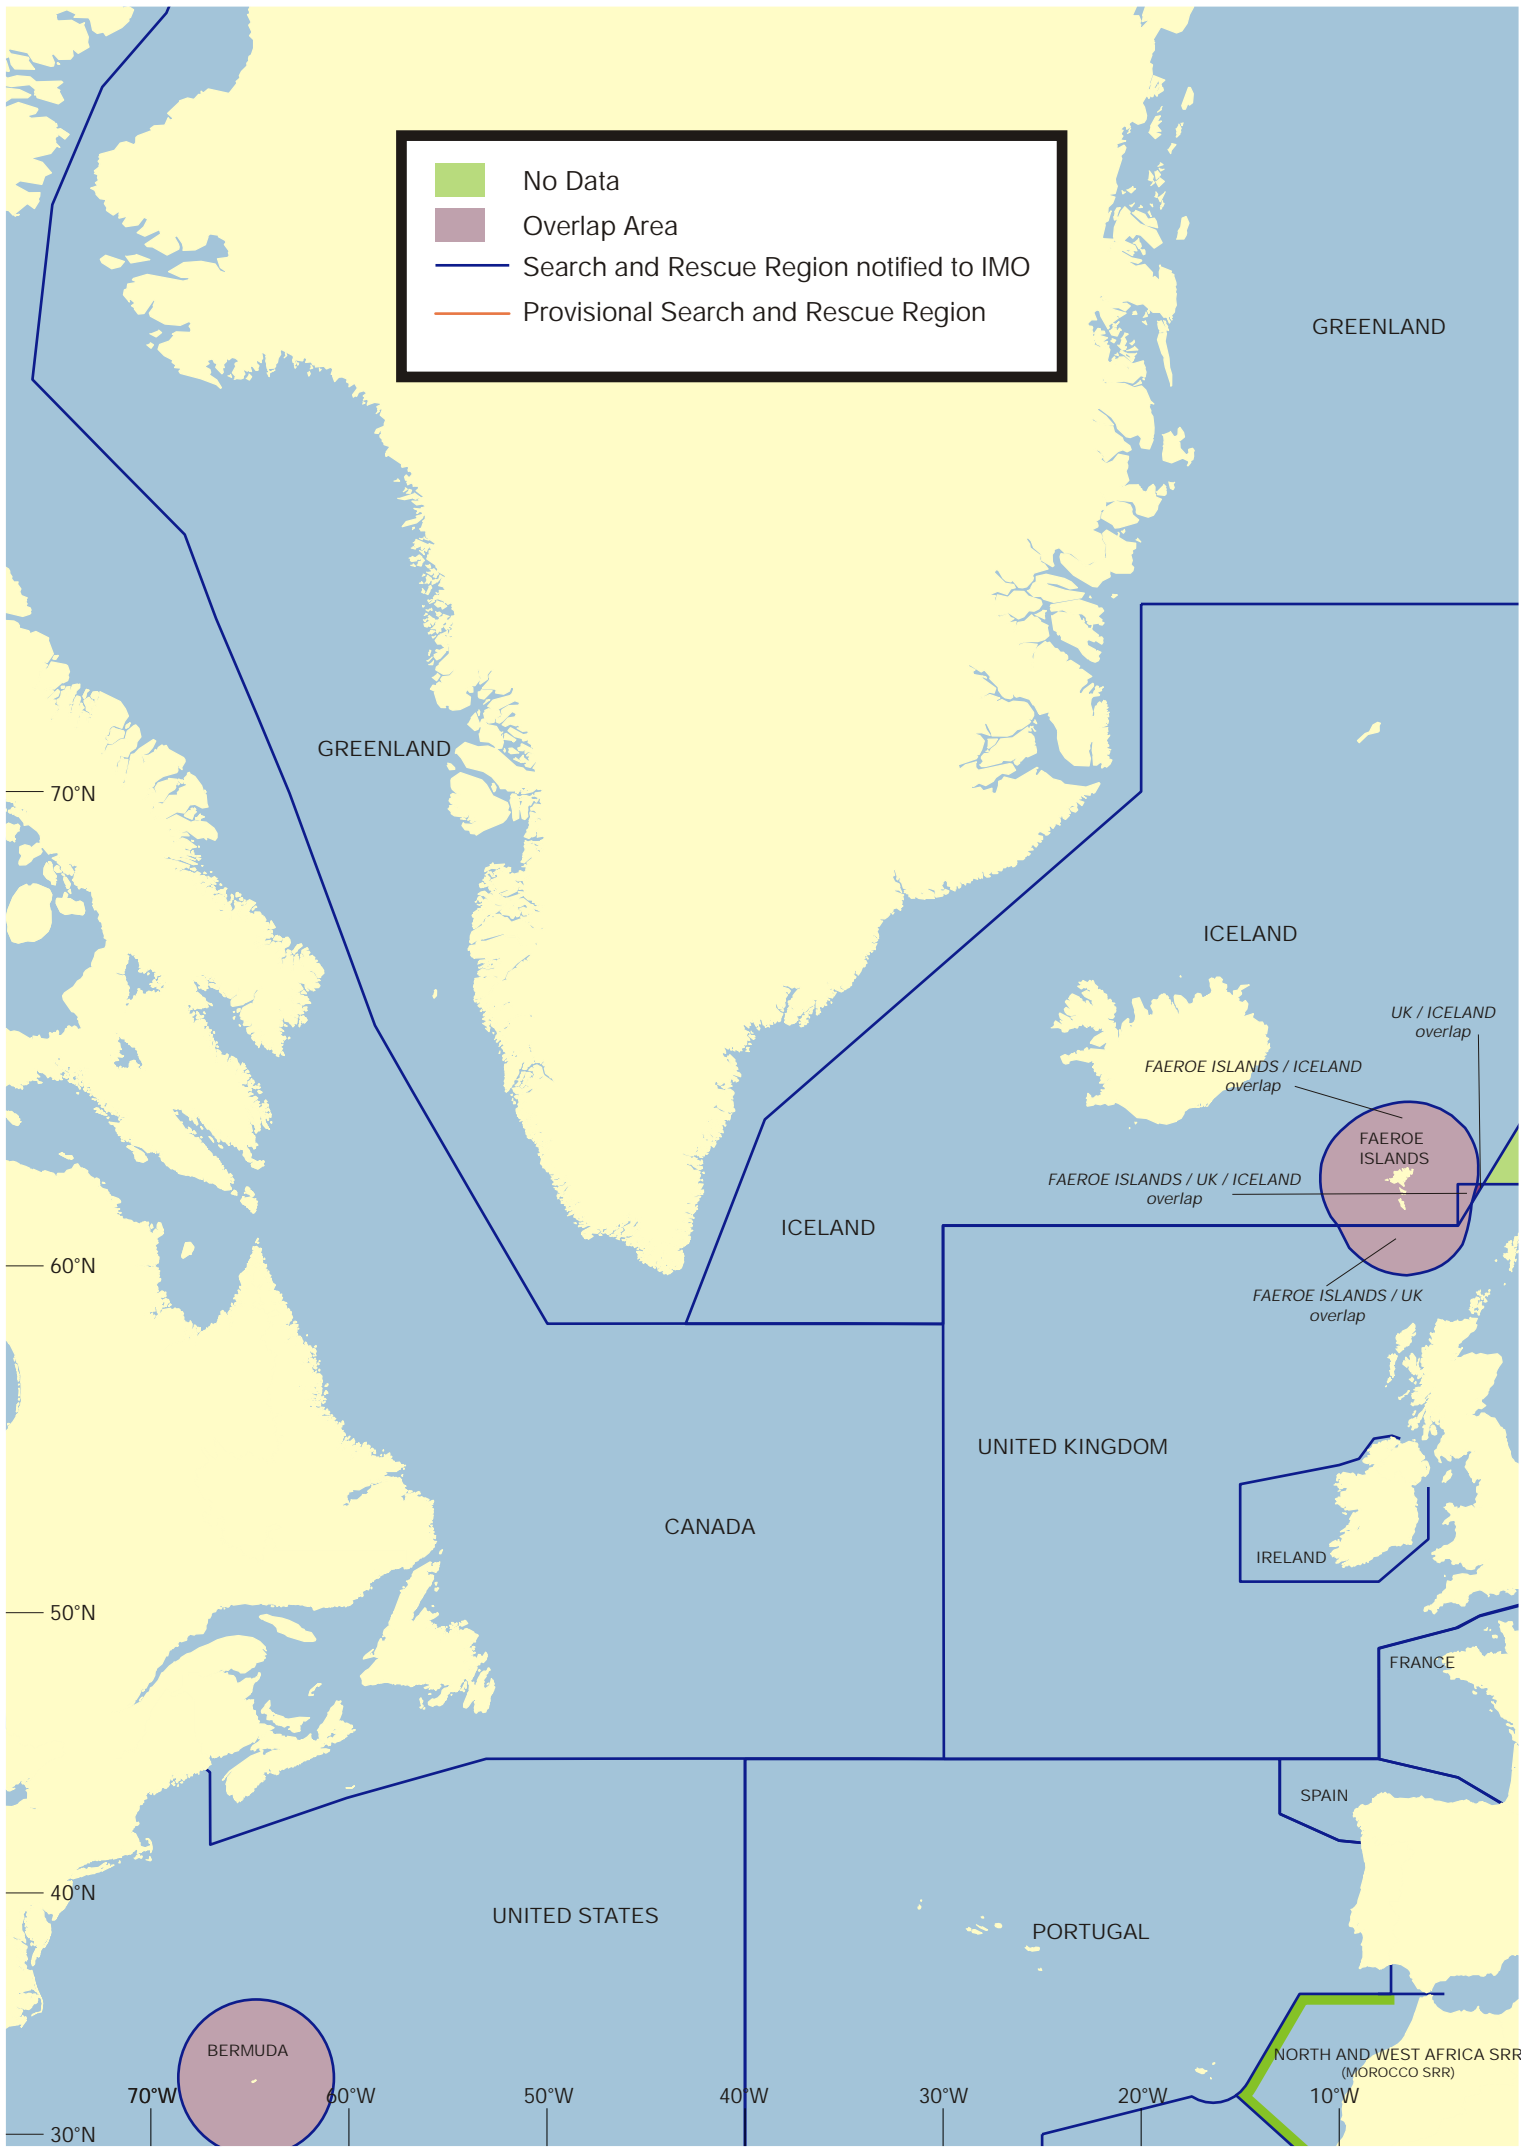 No Data
Overlap Area
Search and Rescue Region notified to IMO
Provisional Search and Rescue Region
GREENLAND
GREENLAND
70°N
ICELAND
UK / ICELAND
overlap
FAEROE ISLANDS / ICELAND
overlap
FAEROE
ISLANDS
FAEROE ISLANDS / UK / ICELAND
overlap
ICELAND
60°N
FAEROE ISLANDS / UK
overlap
UNITED KINGDOM
CANADA
IRELAND
50°N
FRANCE
SPAIN
40°N
UNITED STATES
PORTUGAL
BERMUDA
NORTH AND WEST AFRICA SRR
(MOROCCO SRR)
70°W
60°W
50°W
40°W
30°W
20°W
10°W
30°N